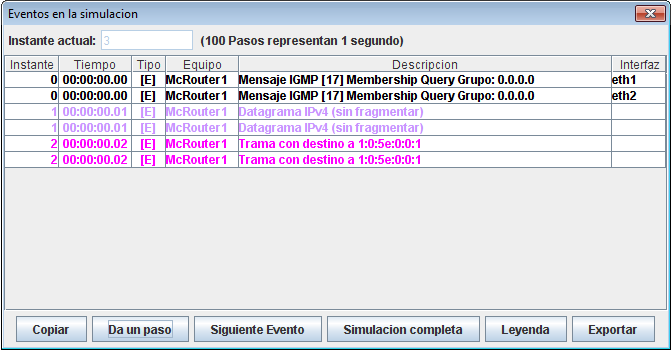 Eventos en la simulacion
Instante actual: 3 (100 Pasos representan 1 segundo)
Instante Tiempo Tipo Equipo Descripcion Interfaz
0 00:00:00.00 [E] McRouter1 Mensaje IGMP [17] Membership Query Grupo: 0.0.0.0 eth1
0 00:00:00.00 [E] McRouter1 Mensaje IGMP [17] Membership Query Grupo: 0.0.0.0 eth2
1 00:00:00.01 [E] McRouter1 Datagrama IPv4 (sin fragmentar)
1 00:00:00.01 [E] McRouter1 Datagrama IPv4 (sin fragmentar)
2 00:00:00.02 [E] McRouter1 Trama con destino a 1:0:5e:0:0:1
2 00:00:00.02 [E] McRouter1 Trama con destino a 1:0:5e:0:0:1
Copiar Da un paso Siguiente Evento Simulacion completa Leyenda Exportar